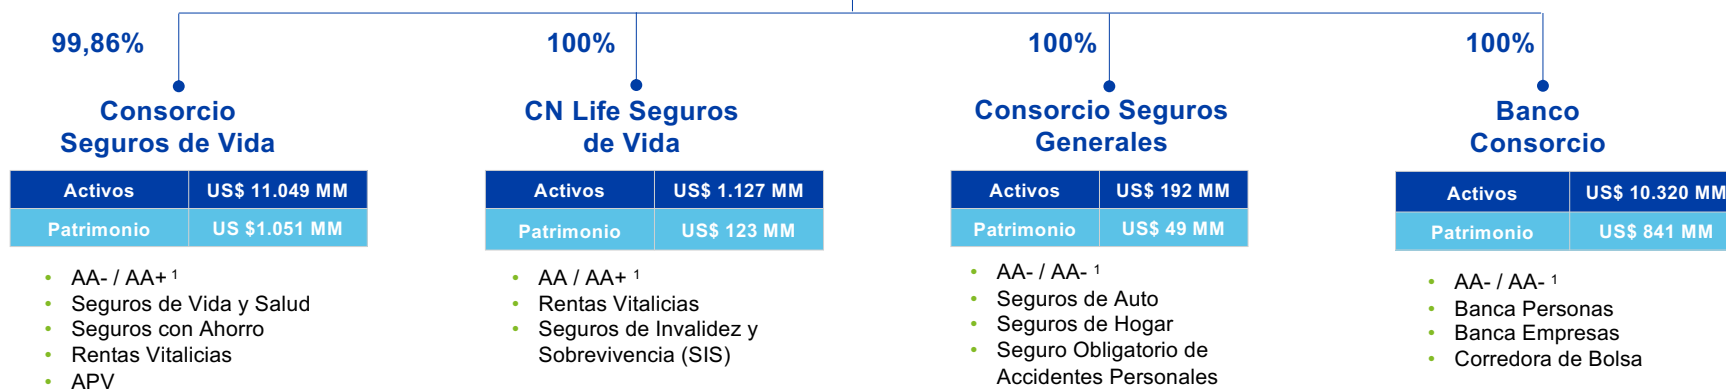 99,86%
Consorcio
Seguros de Vida
Activos US$ 11.049 MM
Patrimonio US $1.051 MM
• AA- / AA+ ¹
• Seguros de Vida y Salud
• Seguros con Ahorro
• Rentas Vitalicias
• APV
100%
CN Life Seguros
de Vida
Activos US$ 1.127 MM
Patrimonio US$ 123 MM
• AA / AA+ ¹
• Rentas Vitalicias
• Seguros de Invalidez y
Sobrevivencia (SIS)
100%
Consorcio Seguros
Generales
Activos US$ 192 MM
Patrimonio US$ 49 MM
• AA- / AA- ¹
• Seguros de Auto
• Seguros de Hogar
• Seguro Obligatorio de
Accidentes Personales
100%
Banco
Consorcio
Activos US$ 10.320 MM
Patrimonio US$ 841 MM
• AA- / AA- ¹
• Banca Personas
• Banca Empresas
• Corredora de Bolsa